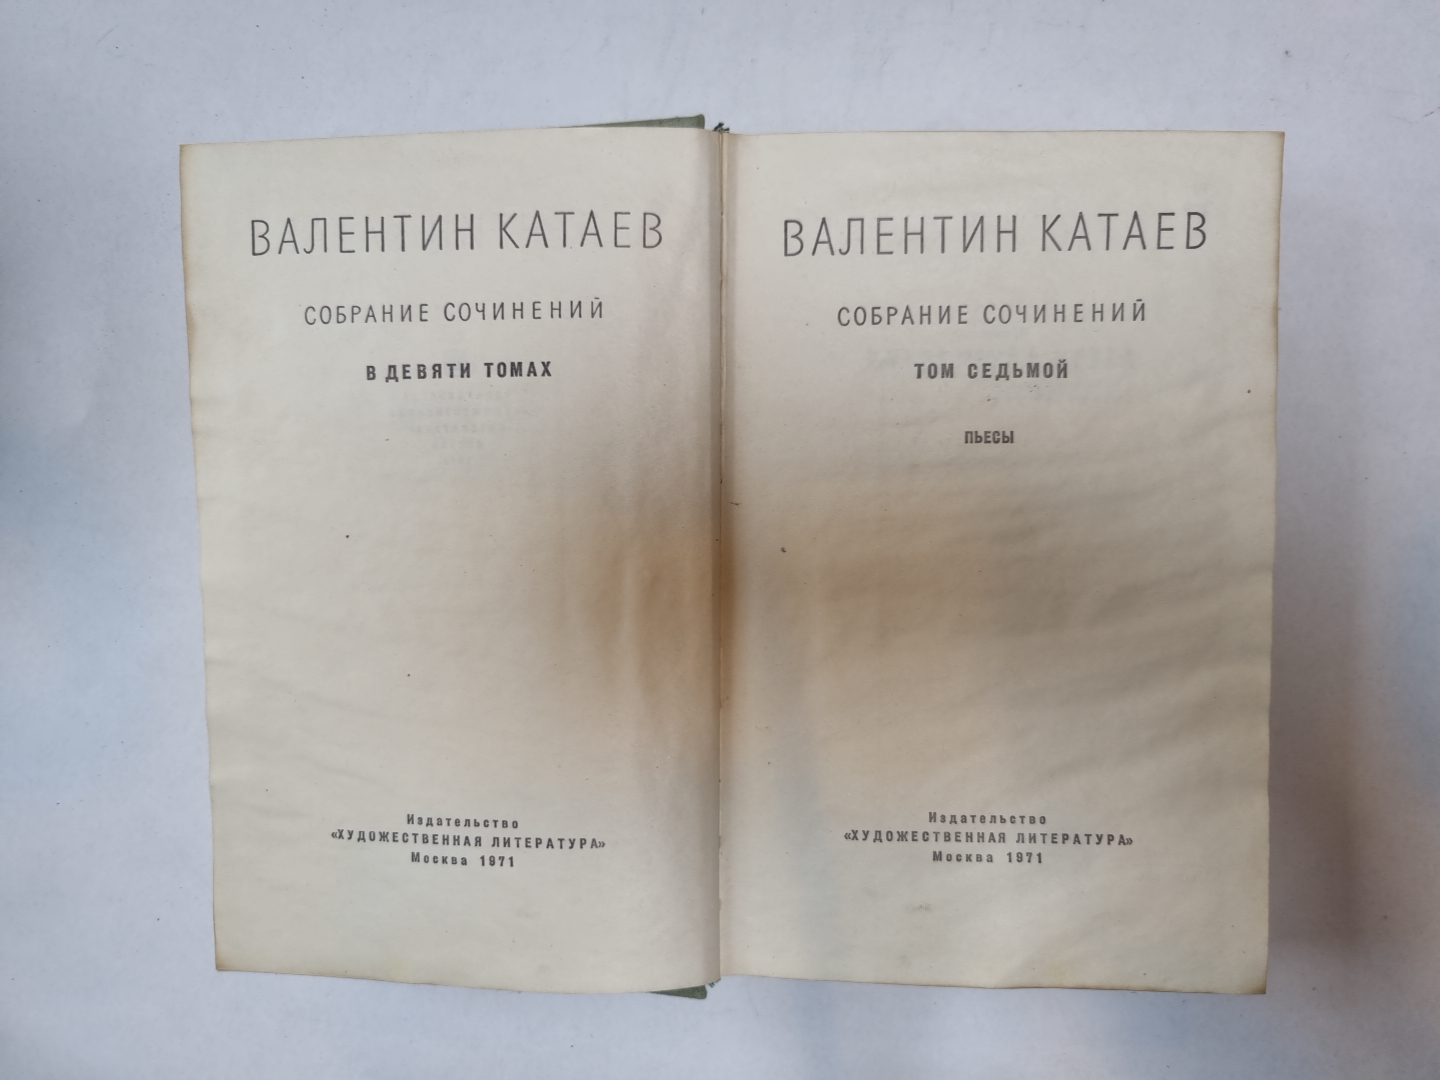 ВАЛЕНТИН КАТАЕВ
СОБРАНИЕ СОЧИНЕНИЙ
В ДЕВЯТИ ТОМАХ
Издательство
«ХУДОЖЕСТВЕННАЯ ЛИТЕРАТУРА»
Москва 1971
ВАЛЕНТИН КАТАЕВ
СОБРАНИЕ СОЧИНЕНИЙ
ТОМ СЕДЬМОЙ
ПЬЕСЫ
Издательство
«ХУДОЖЕСТВЕННАЯ ЛИТЕРАТУРА»
Москва 1971